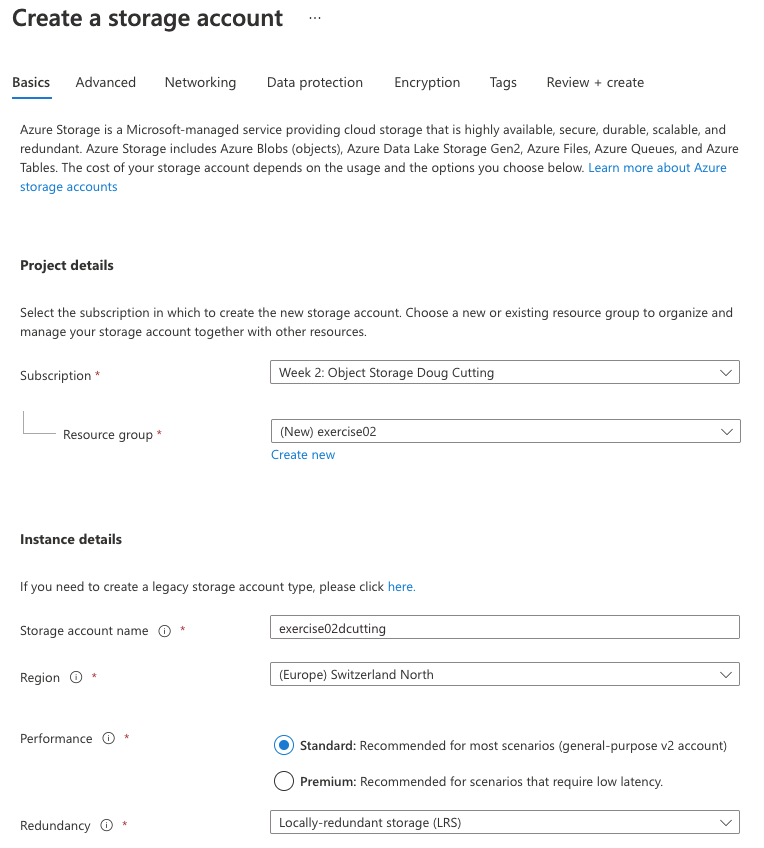 Create a storage account ...
Basics Advanced Networking Data protection Encryption Tags Review + create
Azure Storage is a Microsoft-managed service providing cloud storage that is highly available, secure, durable, scalable, and
redundant. Azure Storage includes Azure Blobs (objects), Azure Data Lake Storage Gen2, Azure Files, Azure Queues, and Azure
Tables. The cost of your storage account depends on the usage and the options you choose below. Learn more about Azure
storage accounts
Project details
Select the subscription in which to create the new storage account. Choose a new or existing resource group to organize and
manage your storage account together with other resources.
Subscription * Week 2: Object Storage Doug Cutting
Resource group * (New) exercise02
Create new
Instance details
If you need to create a legacy storage account type, please click here.
Storage account name * exercise02dcutting
Region * (Europe) Switzerland North
Performance * Standard: Recommended for most scenarios (general-purpose v2 account)
Premium: Recommended for scenarios that require low latency.
Redundancy * Locally-redundant storage (LRS)